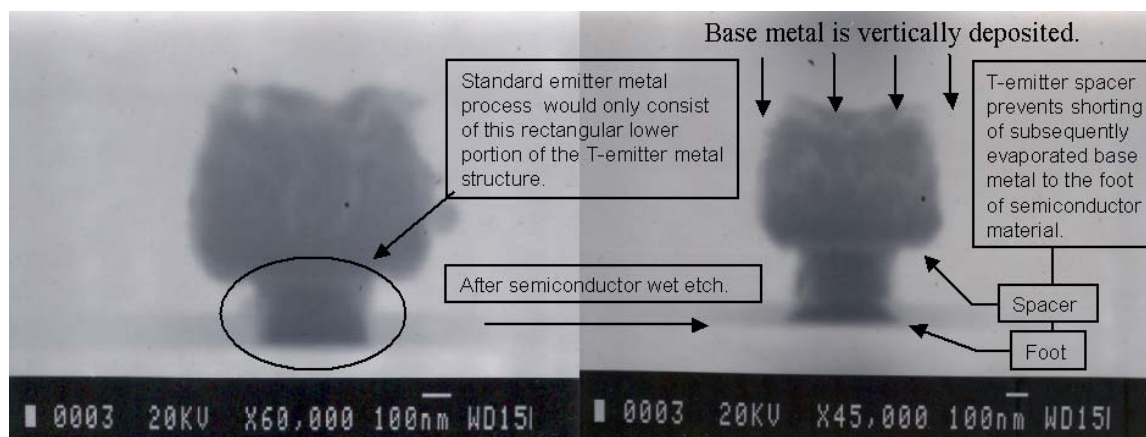 Base metal is vertically deposited.
Standard emitter metal
process would only consist
of this rectangular lower
portion of the T-emitter metal
structure.
T-emitter spacer
prevents shorting
of subsequently
evaporated base
metal to the foot
of semiconductor
material.
After semiconductor wet etch.
Spacer
Foot
0003 20KV X60,000 100nm WD15
0003 20KV X45,000 100nm WD15